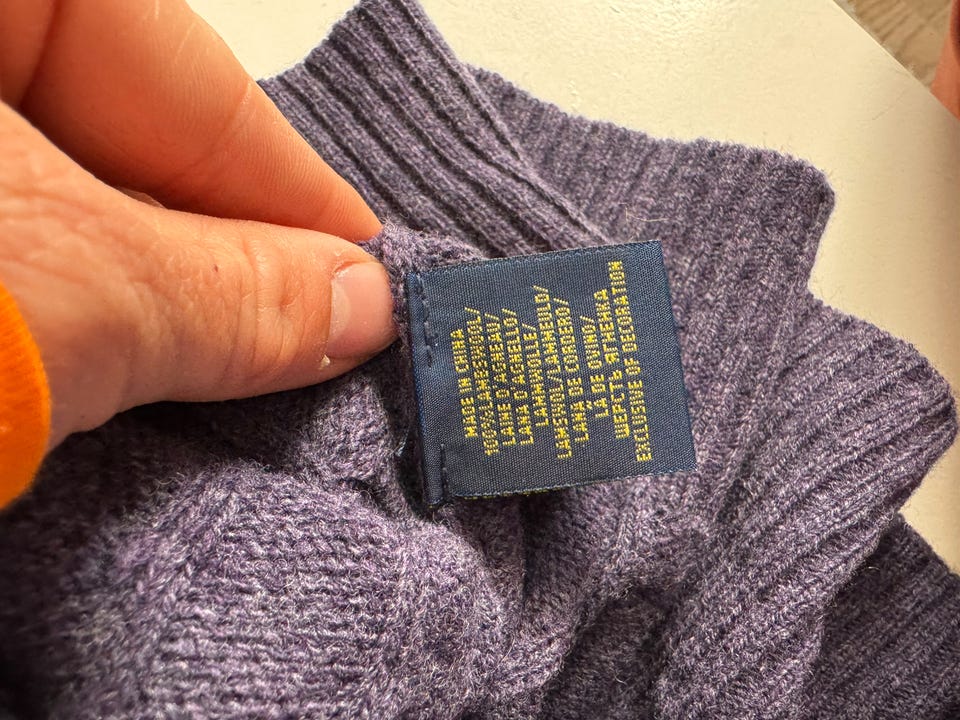 MADE IN CHINA
100% LAMBSWOOL/
LAINE D'AGNEAU/
LANA D'AGNELLO/
LAMMWOLLE/
LAMSWOL/LAMMEULD/
LANA DE CORDERO/
LÃ DE OVINO/
ШЕРСТЬ ЯГНЕНКА
EXCLUSIVE OF DECORATION